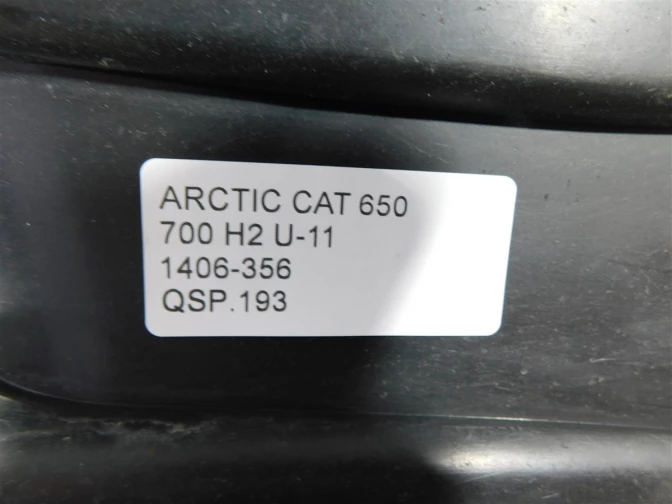 ARCTIC CAT 650
700 H2 U-11
1406-356
QSP.193